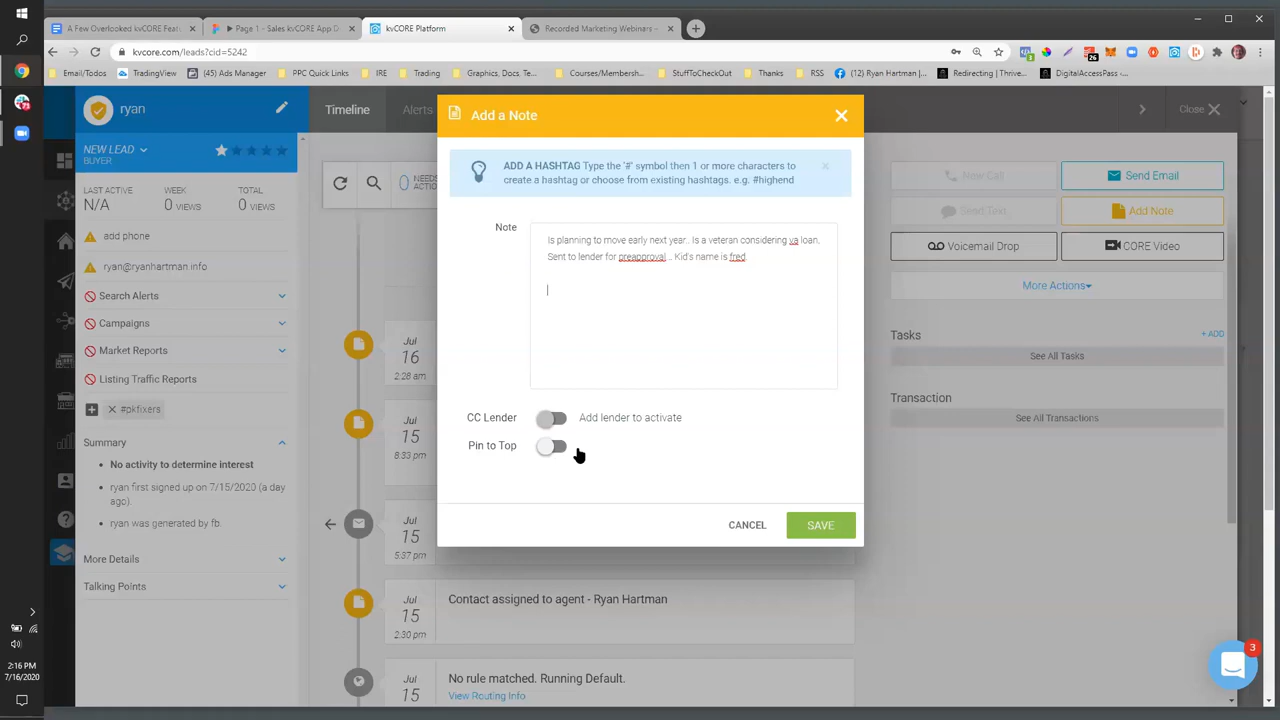 A Few Overlooked kvCORE Feat
Page 1 - Sales kvCORE App D
kvCORE Platform
Recorded Marketing Webinars –
kvcore.com/leads?cid=5242
Email/Todos
TradingView
(45) Ads Manager
PPC Quick Links
IRE
Trading
Graphics, Docs, Te...
Courses/Membersh...
StuffToCheckOut
Thanks
RSS
(12) Ryan Hartman |...
Redirecting | Thrive...
DigitalAccessPass -...
ryan
Timeline
Alerts
Close
Add a Note
NEW LEAD
BUYER
LAST ACTIVE
N/A
WEEK
0 VIEWS
TOTAL
0 VIEWS
0 NEEDS
ACTIO
ADD A HASHTAG Type the '#' symbol then 1 or more characters to
create a hashtag or choose from existing hashtags. e.g. #highend
New Call
Send Email
Send Text
Add Note
Voicemail Drop
CORE Video
More Actions
add phone
ryan@ryanhartman.info
Search Alerts
Campaigns
Market Reports
Listing Traffic Reports
#pkfixers
Summary
No activity to determine interest
ryan first signed up on 7/15/2020 (a day
ago).
ryan was generated by fb.
More Details
Talking Points
Note
Is planning to move early next year.. Is a veteran considering va loan.
Sent to lender for preapproval... Kid's name is fred
CC Lender
Add lender to activate
Pin to Top
CANCEL
SAVE
Tasks
+ ADD
See All Tasks
Transaction
See All Transactions
Jul
16
2:28 am
Jul
15
8:33 pm
Jul
15
5:37 pm
Jul
15
2:30 pm
Contact assigned to agent - Ryan Hartman
Jul
15
No rule matched. Running Default.
View Routing Info
3
2:16 PM
7/16/2020